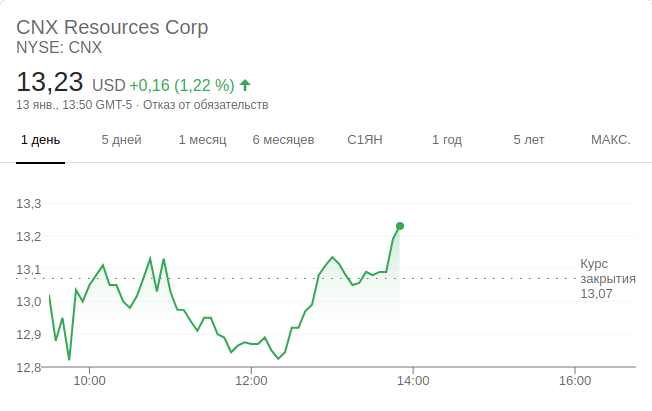 CNX Resources Corp
NYSE: CNX
13,23 USD +0,16 (1,22 %)
13 янв., 13:50 GMT-5 · Отказ от обязательств
1 день 5 дней 1 месяц 6 месяцев С1ЯН 1 год 5 лет МАКС.
13,3
13,2
13,1
13,0
12,9
12,8
Курс
закрытия
13,07
10:00 12:00 14:00 16:00